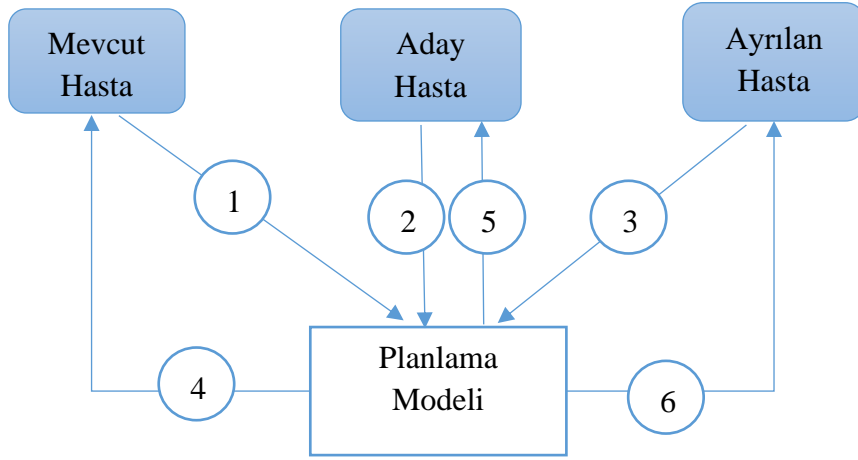 Mevcut
Hasta
Aday
Hasta
Ayrılan
Hasta
1
2
5
3
Planlama
Modeli
4
6